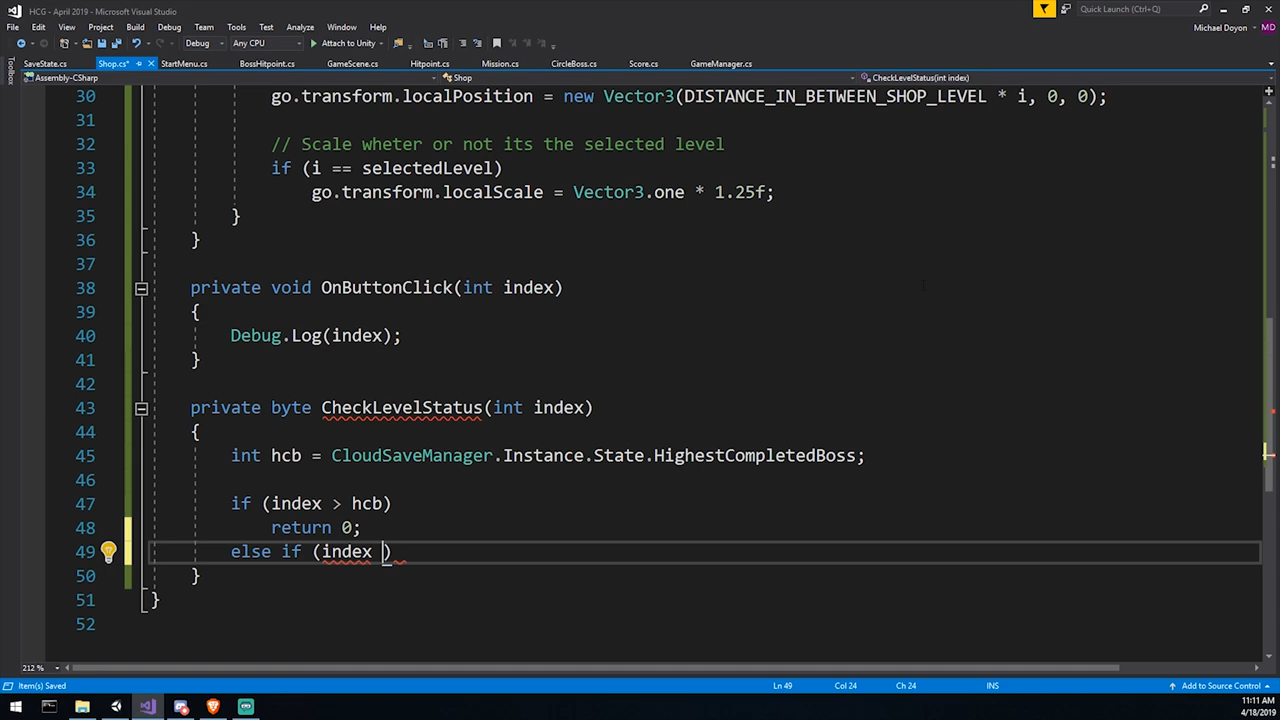 HCG - April 2019 - Microsoft Visual Studio
Quick Launch (Ctrl+Q)
File Edit View Project Build Debug Team Tools Test Analyze Window Help
Michael Doyon MD
Debug Any CPU Attach to Unity
SaveState.cs Shop.cs* StartMenu.cs BossHitpoint.cs GameScene.cs Hitpoint.cs Mission.cs CircleBoss.cs Score.cs GameManager.cs
Toolbox
Assembly-CSharp Shop CheckLevelStatus(int index)
30 go.transform.localPosition = new Vector3(DISTANCE_IN_BETWEEN_SHOP_LEVEL * i, 0, 0);
31
32 // Scale wheter or not its the selected level
33 if (i == selectedLevel)
34 go.transform.localScale = Vector3.one * 1.25f;
35 }
36 }
37
38 private void OnButtonClick(int index)
39 {
40 Debug.Log(index);
41 }
42
43 private byte CheckLevelStatus(int index)
44 {
45 int hcb = CloudSaveManager.Instance.State.HighestCompletedBoss;
46
47 if (index > hcb)
48 return 0;
49 else if (index )
50 }
51 }
52
212 %
Item(s) Saved Ln 49 Col 24 Ch 24 INS Add to Source Control
11:11 AM
4/18/2019